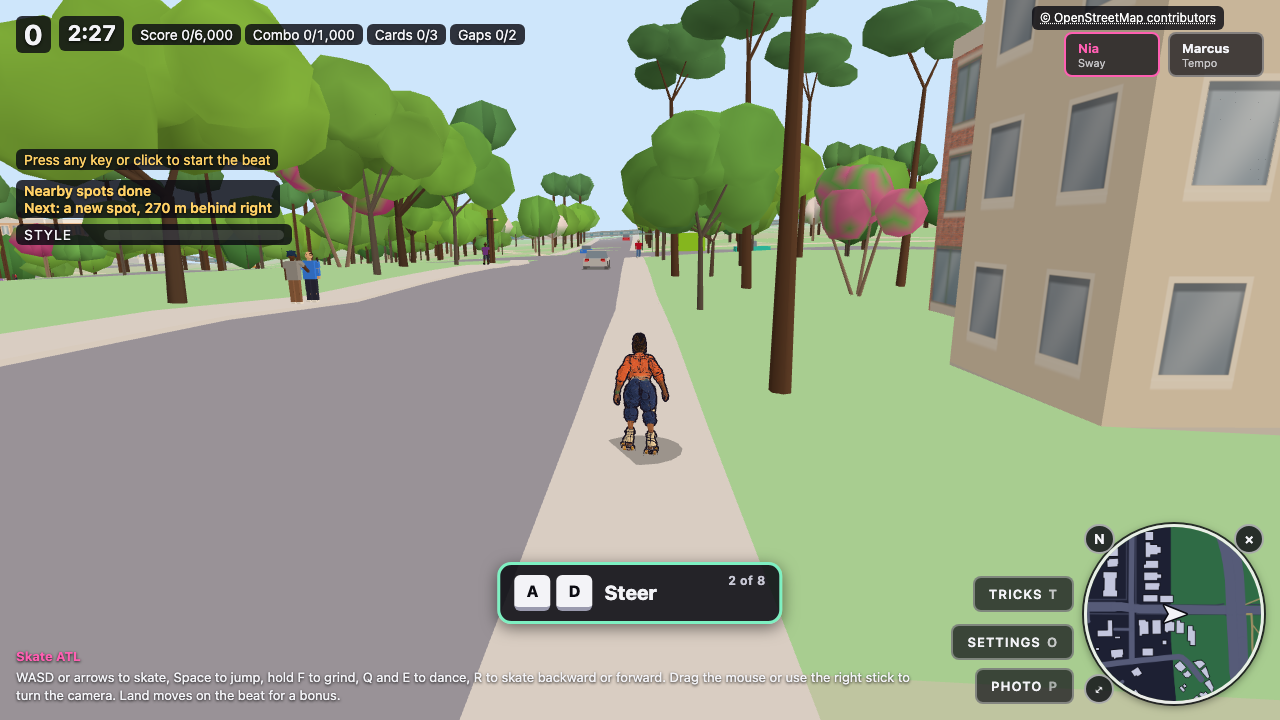 0
2:27
Score 0/6,000
Combo 0/1,000
Cards 0/3
Gaps 0/2
© OpenStreetMap contributors
Nia
Sway
Marcus
Tempo
Press any key or click to start the beat
Nearby spots done
Next: a new spot, 270 m behind right
STYLE
A D Steer 2 of 8
N
×
TRICKS T
SETTINGS O
PHOTO P
Skate ATL
WASD or arrows to skate, Space to jump, hold F to grind, Q and E to dance, R to skate backward or forward. Drag the mouse or use the right stick to
turn the camera. Land moves on the beat for a bonus.